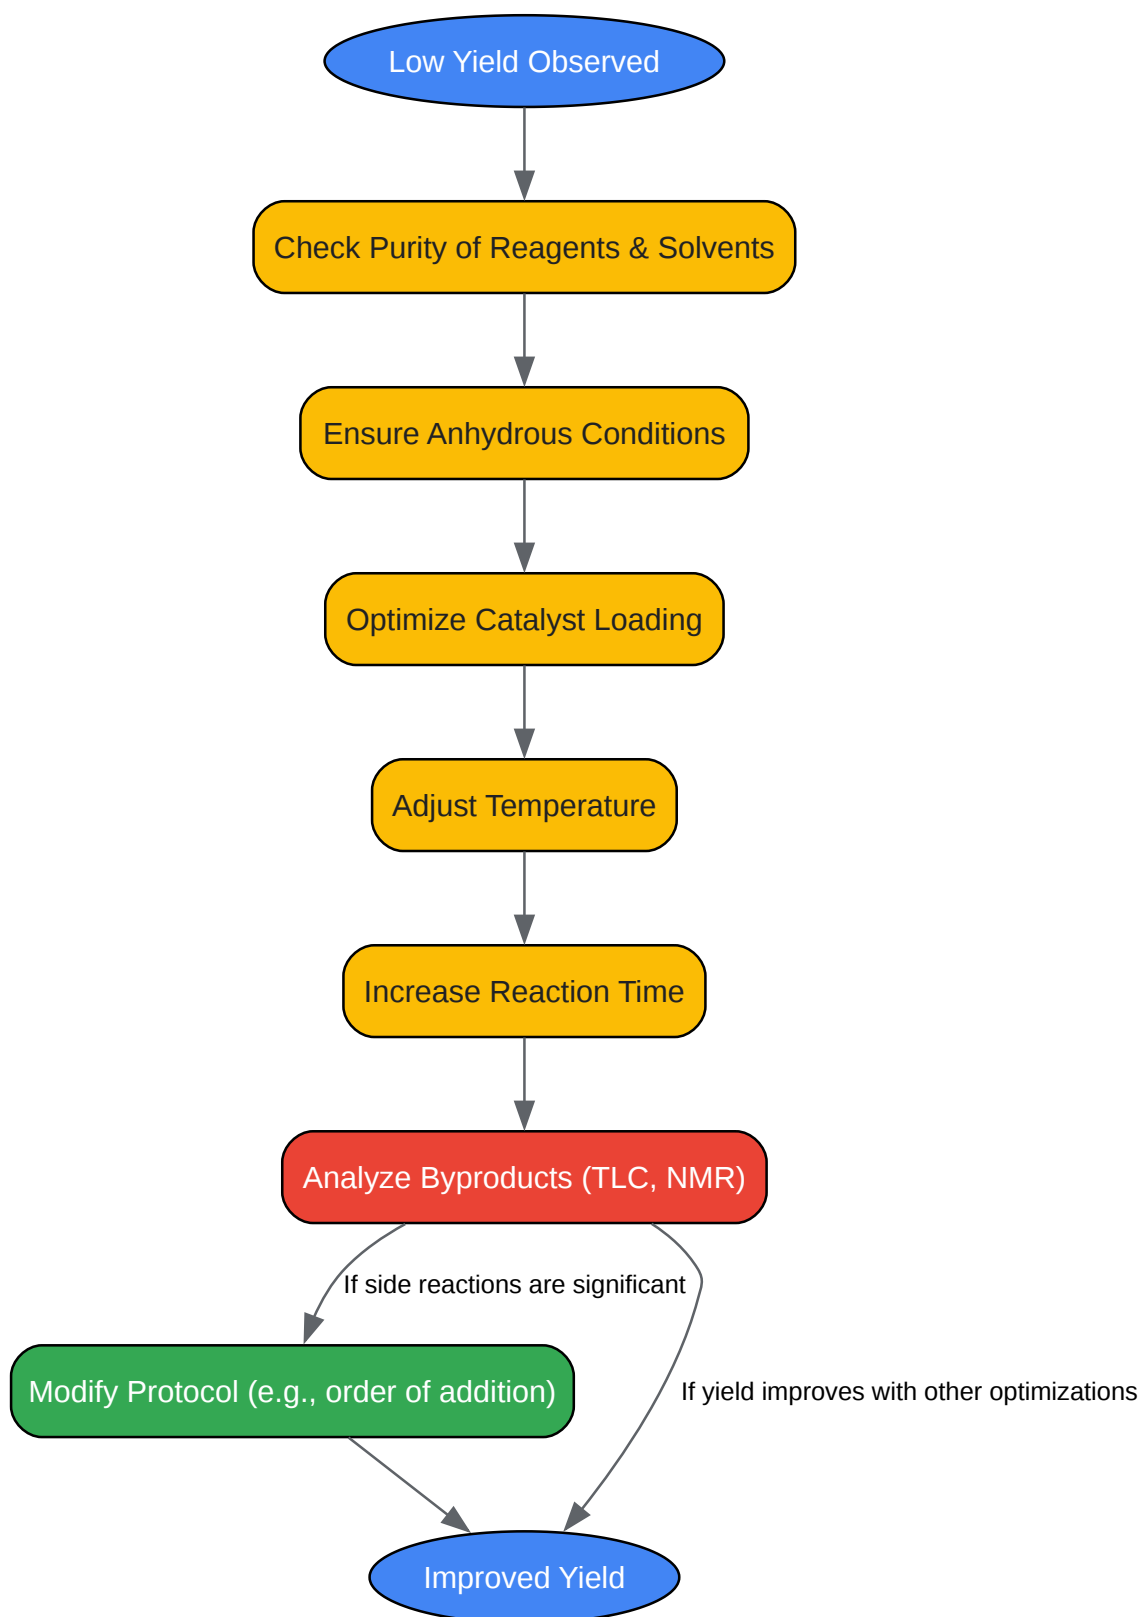 Low Yield Observed
Check Purity of Reagents & Solvents
Ensure Anhydrous Conditions
Optimize Catalyst Loading
Adjust Temperature
Increase Reaction Time
Analyze Byproducts (TLC, NMR)
If side reactions are significant
Modify Protocol (e.g., order of addition)
If yield improves with other optimizations
Improved Yield